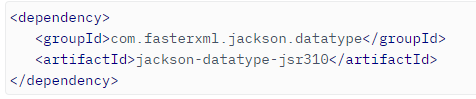 <dependency>
<groupId>com.fasterxml.jackson.datatype</groupId>
<artifactId>jackson-datatype-jsr310</artifactId>
</dependency>